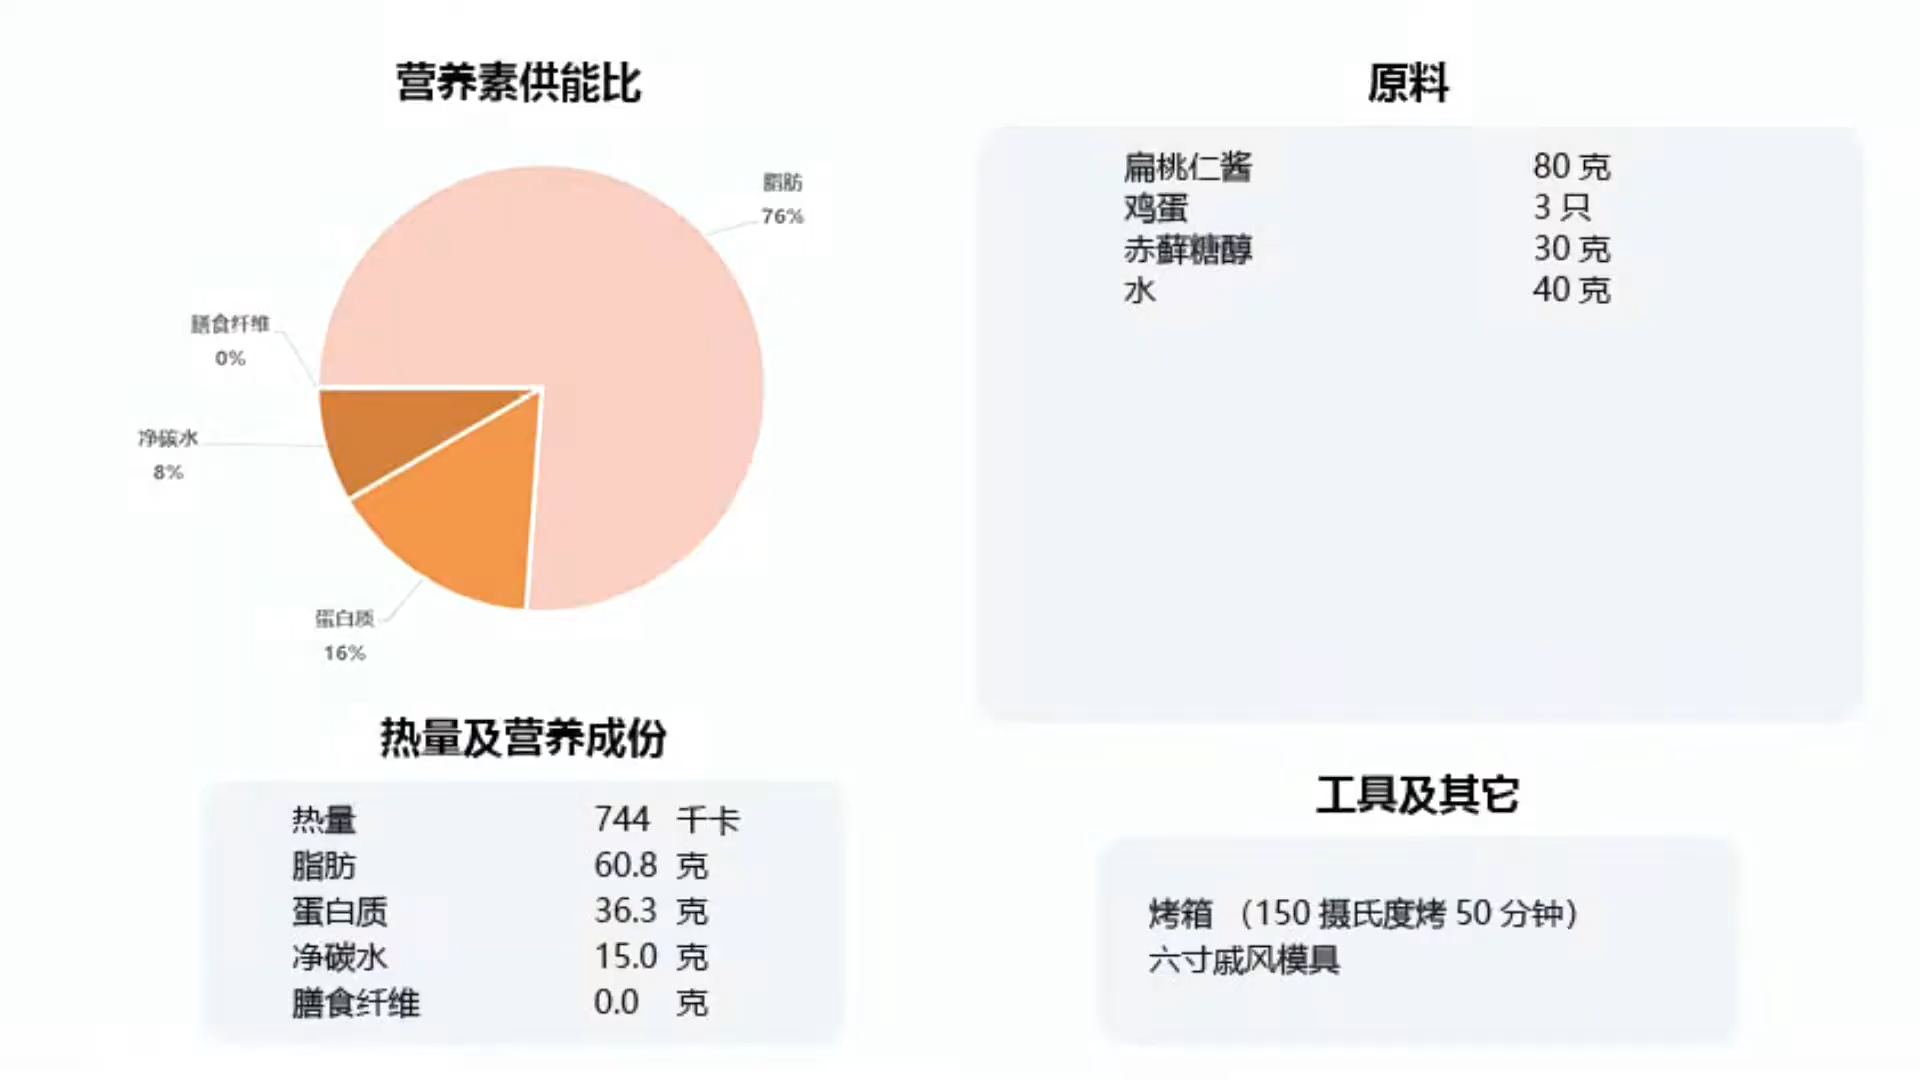 营养素供能比
脂肪
76%
膳食纤维
0%
净碳水
8%
蛋白质
16%
热量及营养成份
热量 744 千卡
脂肪 60.8 克
蛋白质 36.3 克
净碳水 15.0 克
膳食纤维 0.0 克
原料
扁桃仁酱 80 克
鸡蛋 3 只
赤藓糖醇 30 克
水 40 克
工具及其它
烤箱 （150 摄氏度烤 50 分钟）
六寸戚风模具